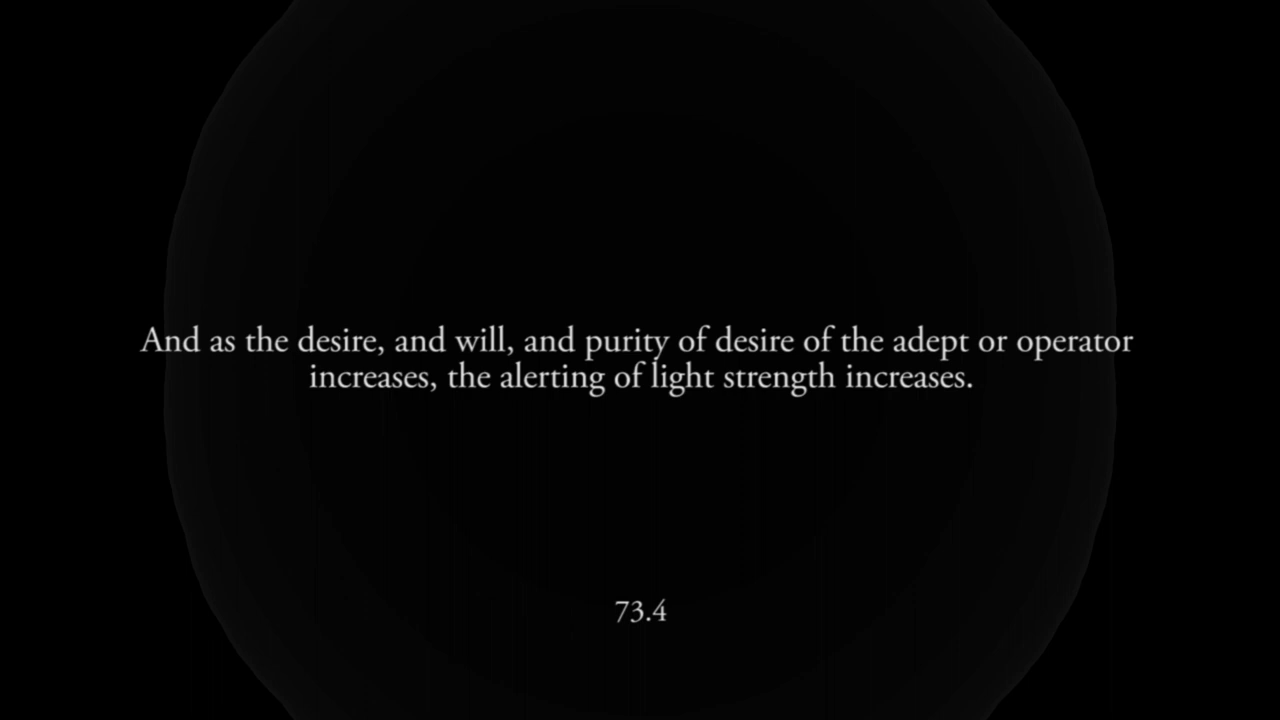 And as the desire, and will, and purity of desire of the adept or operator
increases, the alerting of light strength increases.
73.4